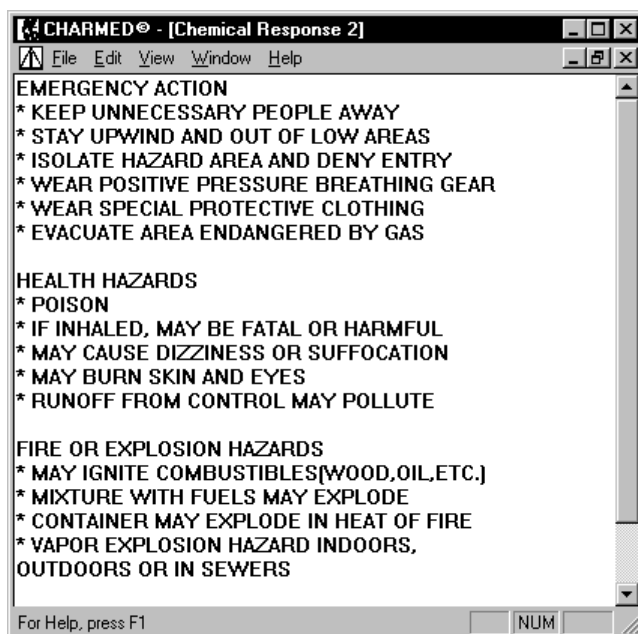 CHARMED® - [Chemical Response 2]
File Edit View Window Help
EMERGENCY ACTION
* KEEP UNNECESSARY PEOPLE AWAY
* STAY UPWIND AND OUT OF LOW AREAS
* ISOLATE HAZARD AREA AND DENY ENTRY
* WEAR POSITIVE PRESSURE BREATHING GEAR
* WEAR SPECIAL PROTECTIVE CLOTHING
* EVACUATE AREA ENDANGERED BY GAS
HEALTH HAZARDS
* POISON
* IF INHALED, MAY BE FATAL OR HARMFUL
* MAY CAUSE DIZZINESS OR SUFFOCATION
* MAY BURN SKIN AND EYES
* RUNOFF FROM CONTROL MAY POLLUTE
FIRE OR EXPLOSION HAZARDS
* MAY IGNITE COMBUSTIBLES(WOOD,OIL,ETC.)
* MIXTURE WITH FUELS MAY EXPLODE
* CONTAINER MAY EXPLODE IN HEAT OF FIRE
* VAPOR EXPLOSION HAZARD INDOORS,
OUTDOORS OR IN SEWERS
For Help, press F1 NUM